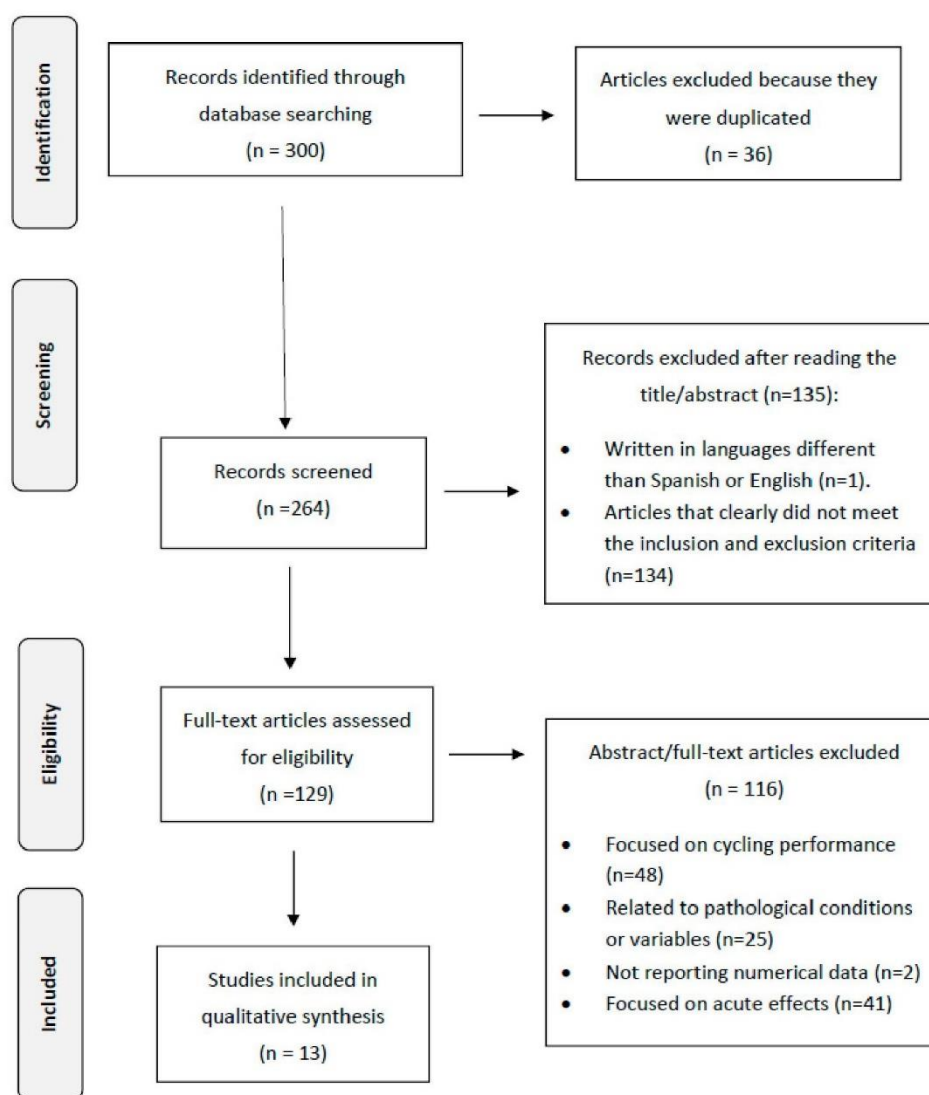 Identification
Records identified through
database searching
(n = 300)
Articles excluded because they
were duplicated
(n = 36)
Screening
Records screened
(n =264)
Records excluded after reading the
title/abstract (n=135):
• Written in languages different
than Spanish or English (n=1).
• Articles that clearly did not meet
the inclusion and exclusion criteria
(n=134)
Eligibility
Full-text articles assessed
for eligibility
(n =129)
Abstract/full-text articles excluded
(n = 116)
• Focused on cycling performance
(n=48)
• Related to pathological conditions
or variables (n=25)
• Not reporting numerical data (n=2)
• Focused on acute effects (n=41)
Included
Studies included in
qualitative synthesis
(n = 13)